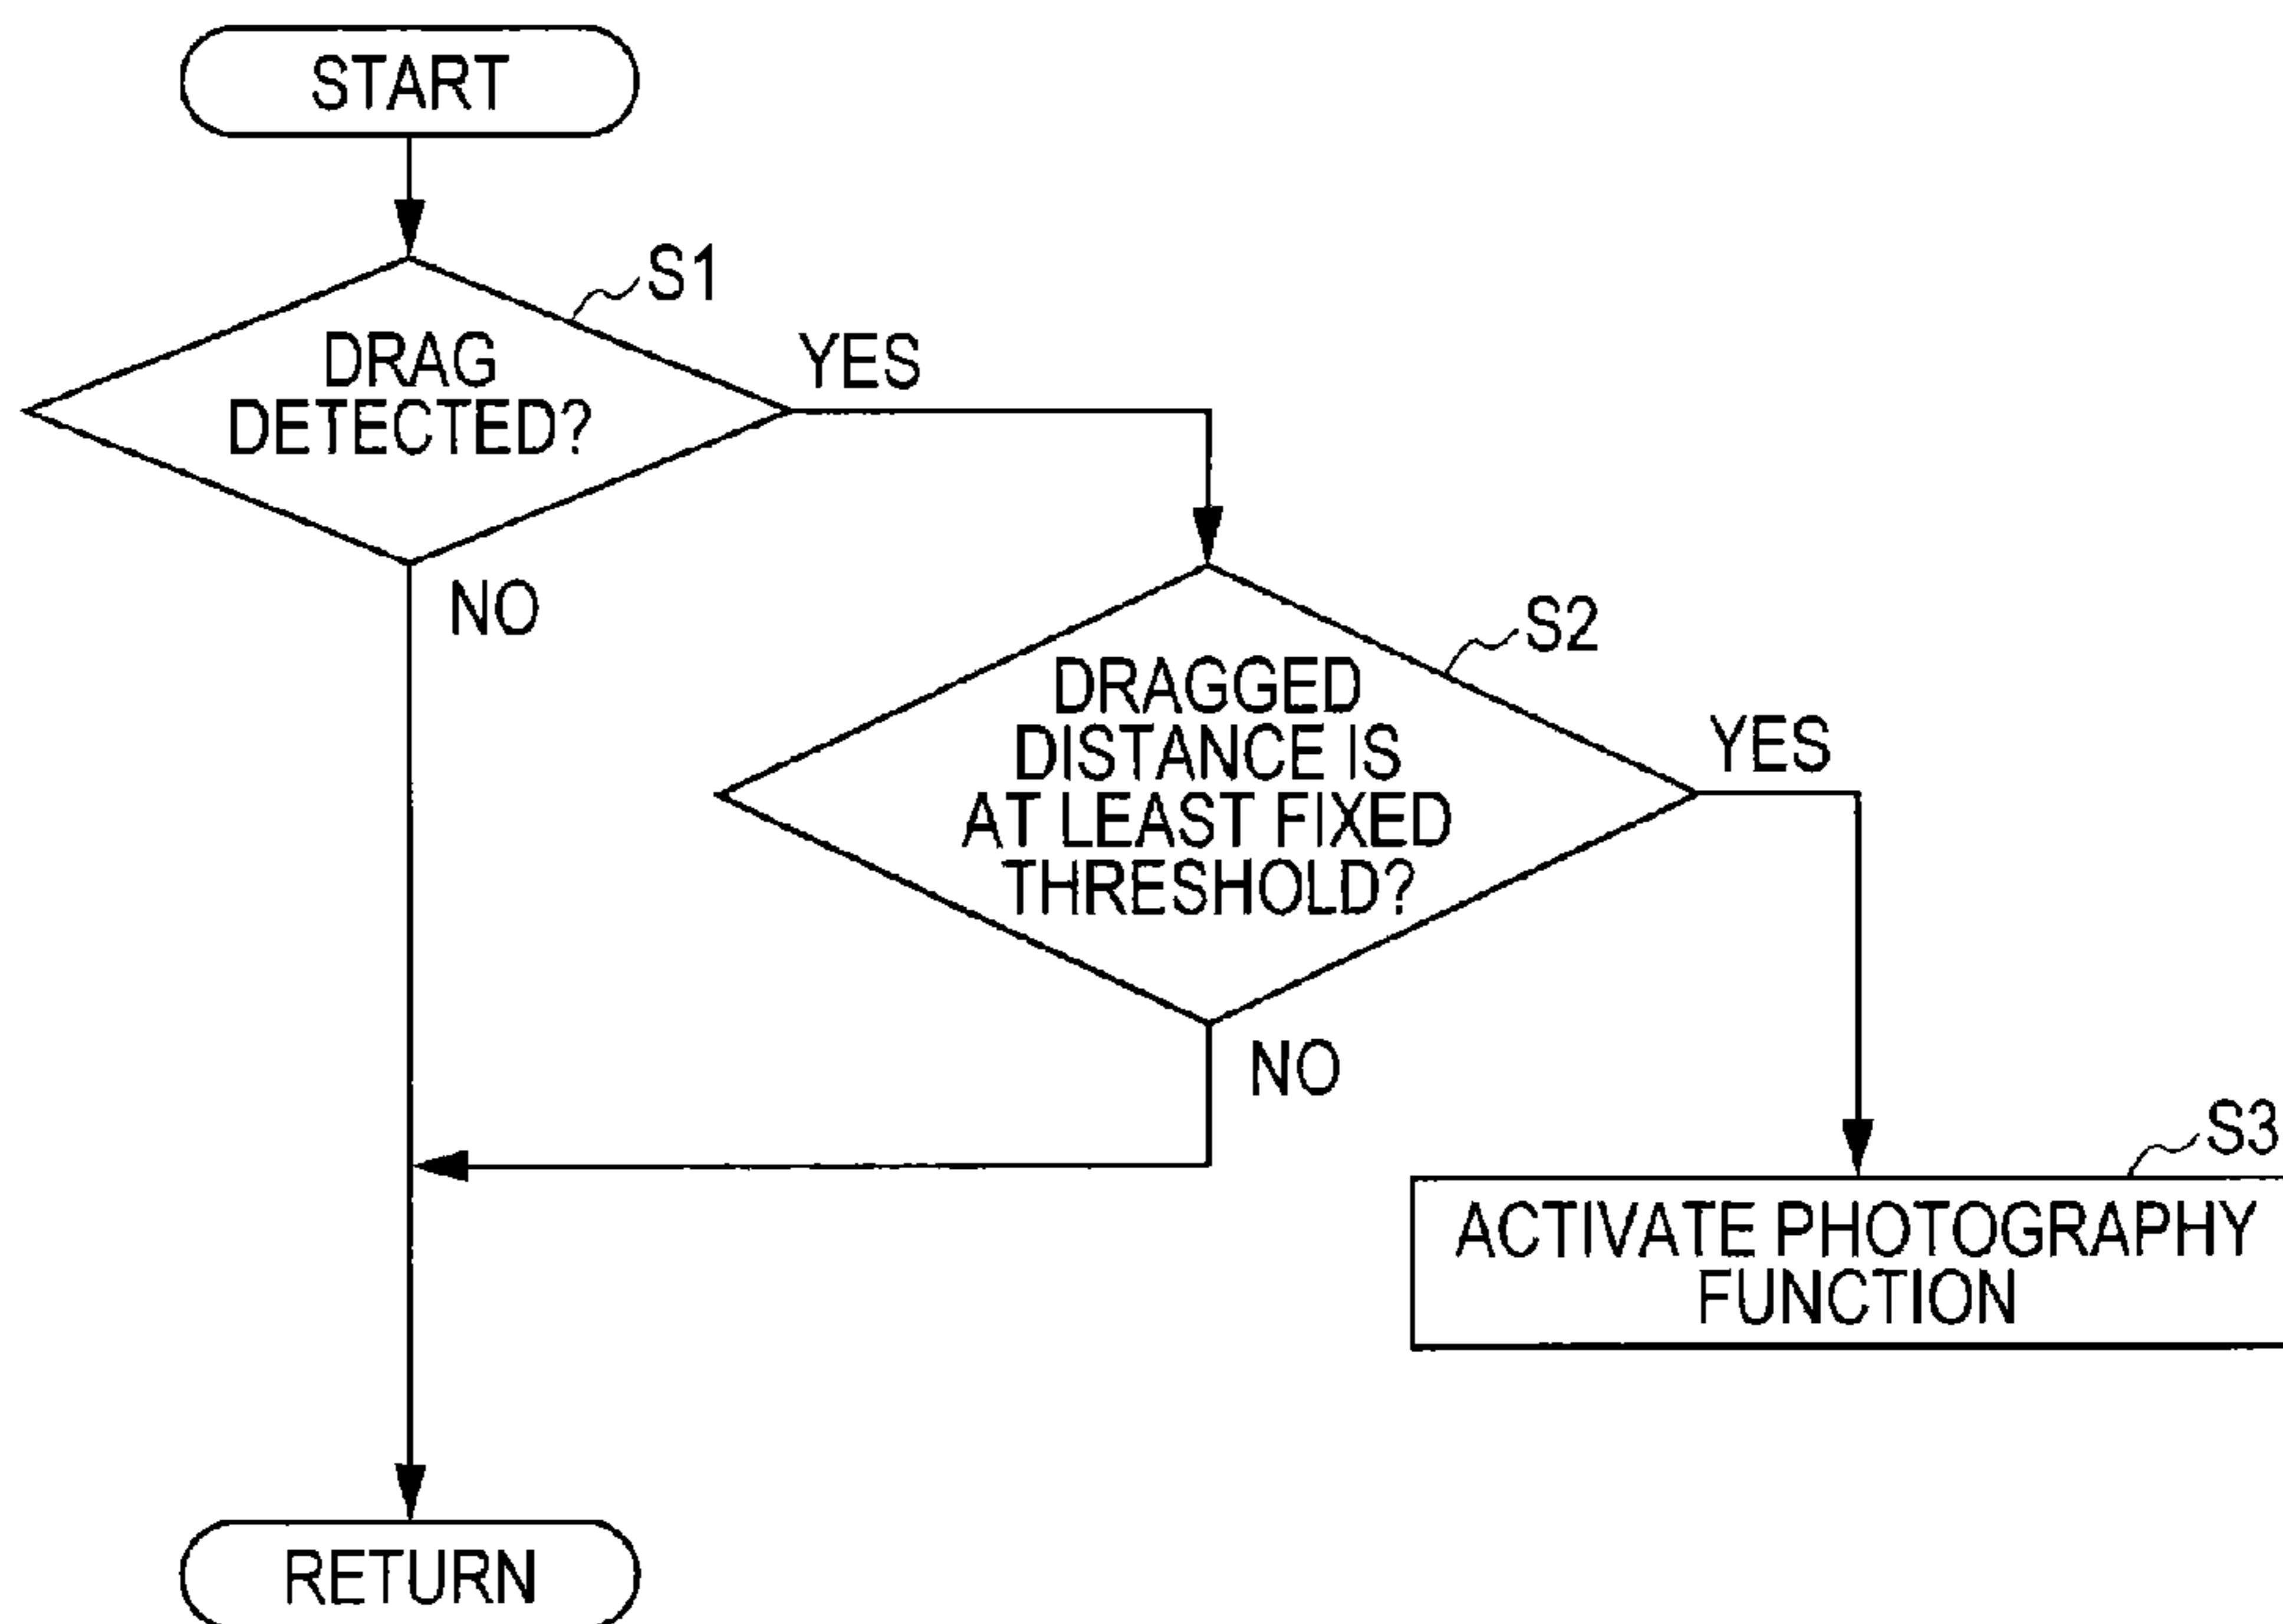 START
S1
DRAG
DETECTED?
YES
NO
S2
DRAGGED
DISTANCE IS
AT LEAST FIXED
THRESHOLD?
YES
NO
S3
ACTIVATE PHOTOGRAPHY
FUNCTION
RETURN